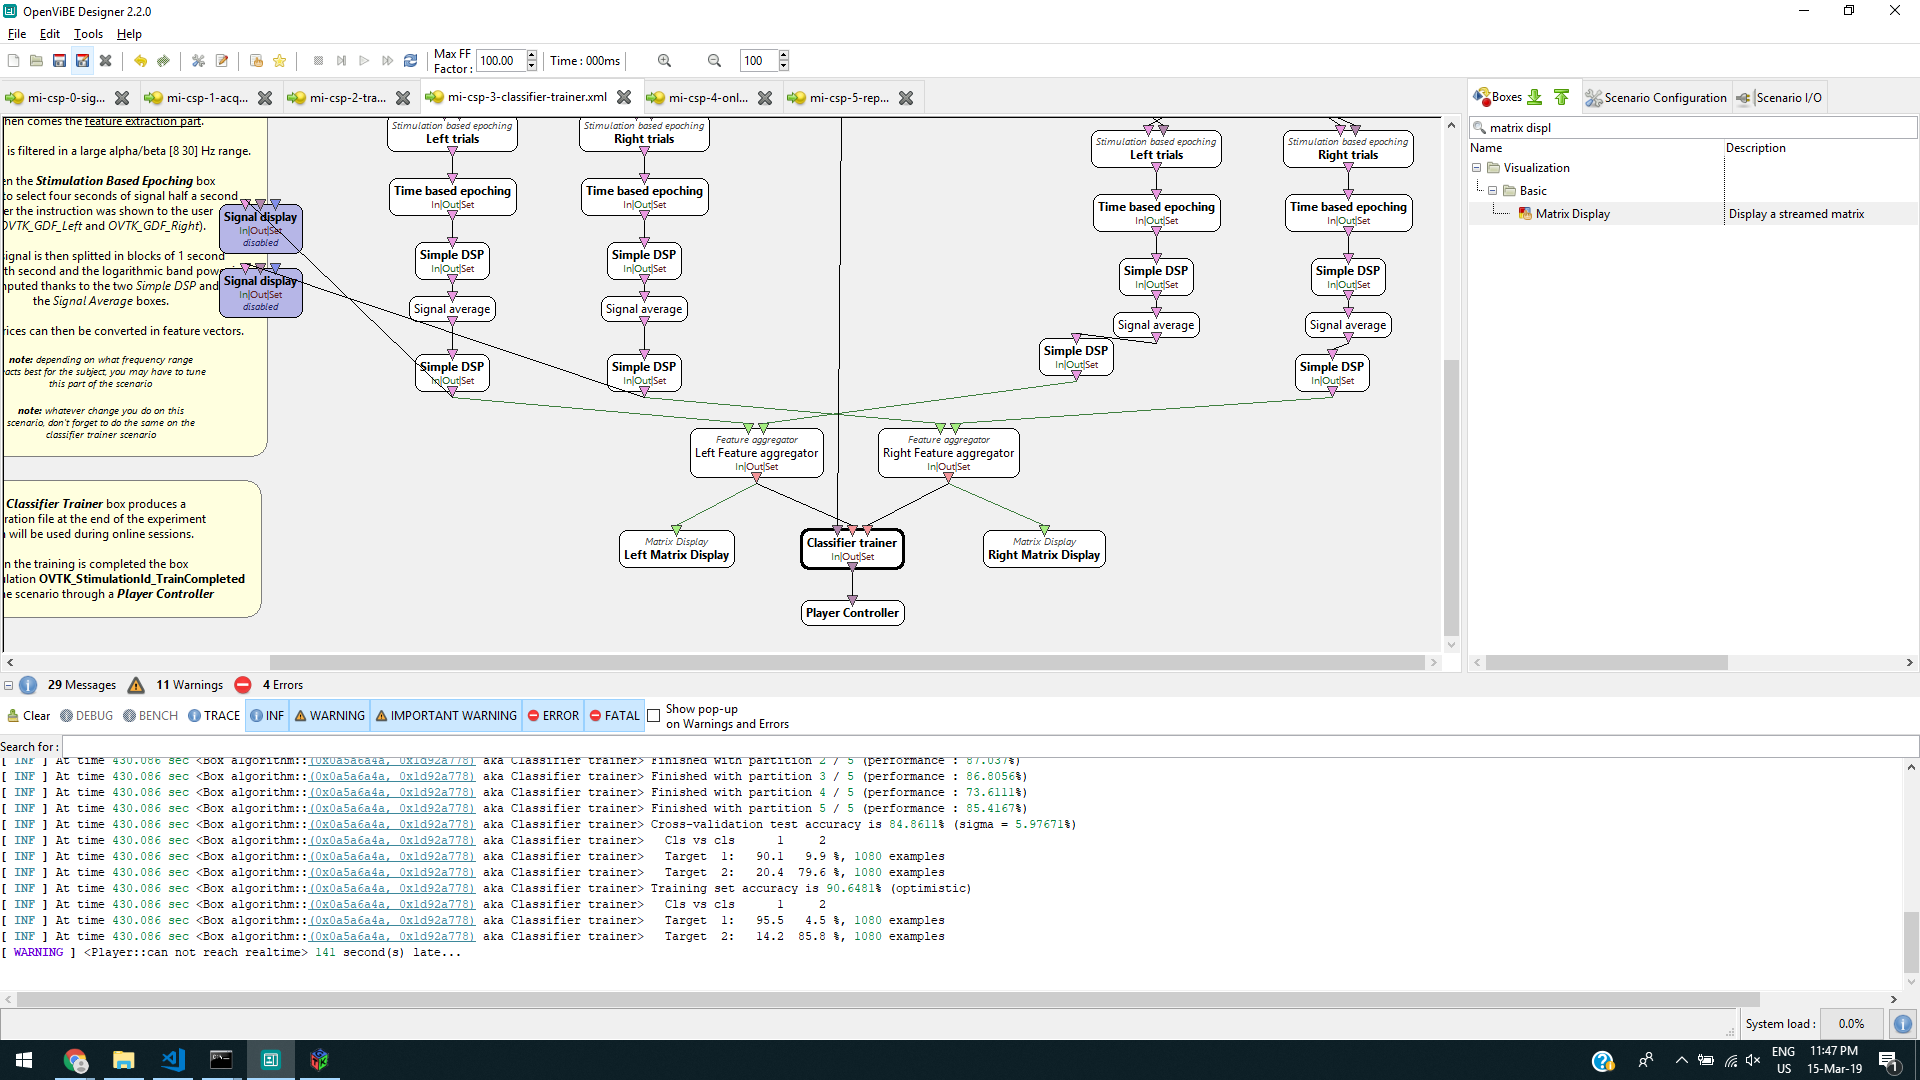 OpenViBE Designer 2.2.0
File Edit Tools Help
Max FF
Factor : 100.00 Time : 000ms 100
mi-csp-0-sig... mi-csp-1-acq... mi-csp-2-tra... mi-csp-3-classifier-trainer.xml mi-csp-4-onl... mi-csp-5-rep...
Boxes Scenario Configuration Scenario I/O
matrix displ
Name Description
Visualization
Basic
Matrix Display Display a streamed matrix
hen comes the feature extraction part.
is filtered in a large alpha/beta [8 30] Hz range.
en the Stimulation Based Epoching box
to select four seconds of signal half a second
er the instruction was shown to the user
OVTK_GDF_Left and OVTK_GDF_Right).
signal is then splitted in blocks of 1 second
th second and the logarithmic band pow
nputed thanks to the two Simple DSP and
the Signal Average boxes.
rices can then be converted in feature vectors.
note: depending on what frequency range
acts best for the subject, you may have to tune
this part of the scenario
note: whatever change you do on this
scenario, don't forget to do the same on the
classifier trainer scenario
Classifier Trainer box produces a
ration file at the end of the experiment
will be used during online sessions.
n the training is completed the box
ulation OVTK_StimulationId_TrainCompleted
e scenario through a Player Controller
Signal display
In|Out|Set
disabled
Signal display
In|Out|Set
disabled
Stimulation based epoching
Left trials
Time based epoching
In|Out|Set
Simple DSP
In|Out|Set
Signal average
Simple DSP
In|Out|Set
Stimulation based epoching
Right trials
Time based epoching
In|Out|Set
Simple DSP
In|Out|Set
Signal average
Simple DSP
In|Out|Set
Stimulation based epoching
Left trials
Time based epoching
In|Out|Set
Simple DSP
In|Out|Set
Signal average
Simple DSP
In|Out|Set
Stimulation based epoching
Right trials
Time based epoching
In|Out|Set
Simple DSP
In|Out|Set
Signal average
Simple DSP
In|Out|Set
Feature aggregator
Left Feature aggregator
In|Out|Set
Feature aggregator
Right Feature aggregator
In|Out|Set
Matrix Display
Left Matrix Display
Classifier trainer
In|Out|Set
Matrix Display
Right Matrix Display
Player Controller
29 Messages 11 Warnings 4 Errors
Clear DEBUG BENCH TRACE INF WARNING IMPORTANT WARNING ERROR FATAL Show pop-up
on Warnings and Errors
Search for :
[ INF ] At time 430.086 sec <Box algorithm::(0x0a5a6a4a, 0x1d92a778) aka Classifier trainer> Finished with partition 2 / 5 (performance : 87.037%)
[ INF ] At time 430.086 sec <Box algorithm::(0x0a5a6a4a, 0x1d92a778) aka Classifier trainer> Finished with partition 3 / 5 (performance : 86.8056%)
[ INF ] At time 430.086 sec <Box algorithm::(0x0a5a6a4a, 0x1d92a778) aka Classifier trainer> Finished with partition 4 / 5 (performance : 73.6111%)
[ INF ] At time 430.086 sec <Box algorithm::(0x0a5a6a4a, 0x1d92a778) aka Classifier trainer> Finished with partition 5 / 5 (performance : 85.4167%)
[ INF ] At time 430.086 sec <Box algorithm::(0x0a5a6a4a, 0x1d92a778) aka Classifier trainer> Cross-validation test accuracy is 84.8611% (sigma = 5.97671%)
[ INF ] At time 430.086 sec <Box algorithm::(0x0a5a6a4a, 0x1d92a778) aka Classifier trainer> Cls vs cls 1 2
[ INF ] At time 430.086 sec <Box algorithm::(0x0a5a6a4a, 0x1d92a778) aka Classifier trainer> Target 1: 90.1 9.9 %, 1080 examples
[ INF ] At time 430.086 sec <Box algorithm::(0x0a5a6a4a, 0x1d92a778) aka Classifier trainer> Target 2: 20.4 79.6 %, 1080 examples
[ INF ] At time 430.086 sec <Box algorithm::(0x0a5a6a4a, 0x1d92a778) aka Classifier trainer> Training set accuracy is 90.6481% (optimistic)
[ INF ] At time 430.086 sec <Box algorithm::(0x0a5a6a4a, 0x1d92a778) aka Classifier trainer> Cls vs cls 1 2
[ INF ] At time 430.086 sec <Box algorithm::(0x0a5a6a4a, 0x1d92a778) aka Classifier trainer> Target 1: 95.5 4.5 %, 1080 examples
[ INF ] At time 430.086 sec <Box algorithm::(0x0a5a6a4a, 0x1d92a778) aka Classifier trainer> Target 2: 14.2 85.8 %, 1080 examples
[ WARNING ] <Player::can not reach realtime> 141 second(s) late...
System load : 0.0%
ENG
US
11:47 PM
15-Mar-19
1